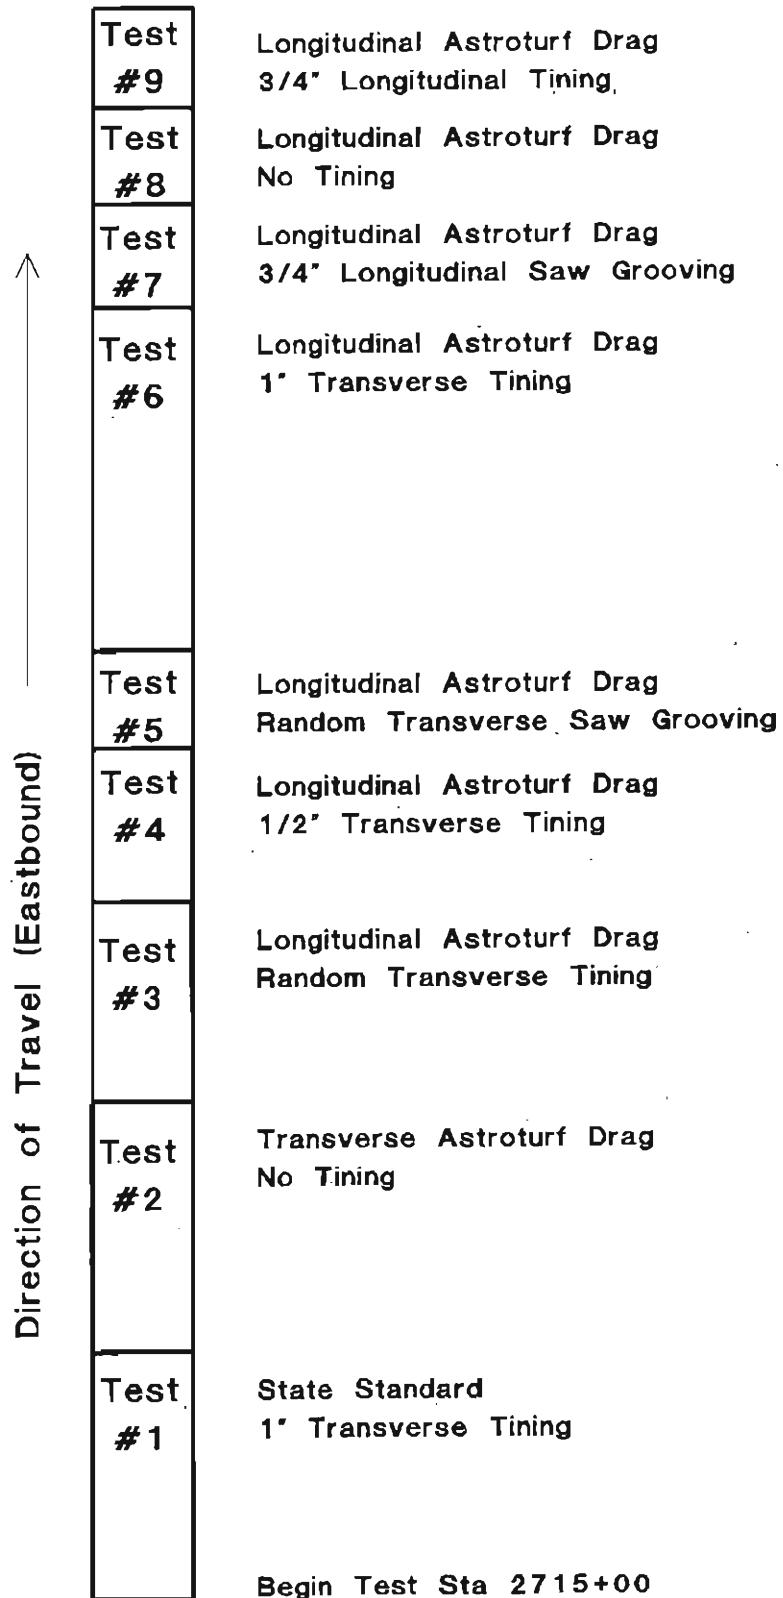 Test
#9
Longitudinal Astroturf Drag
3/4" Longitudinal Tining
Test
#8
Longitudinal Astroturf Drag
No Tining
Test
#7
Longitudinal Astroturf Drag
3/4" Longitudinal Saw Grooving
Test
#6
Longitudinal Astroturf Drag
1" Transverse Tining
Test
#5
Longitudinal Astroturf Drag
Random Transverse Saw Grooving
Test
#4
Longitudinal Astroturf Drag
1/2" Transverse Tining
Test
#3
Longitudinal Astroturf Drag
Random Transverse Tining
Test
#2
Transverse Astroturf Drag
No Tining
Test
#1
State Standard
1" Transverse Tining
Begin Test Sta 2715+00
Direction of Travel (Eastbound)